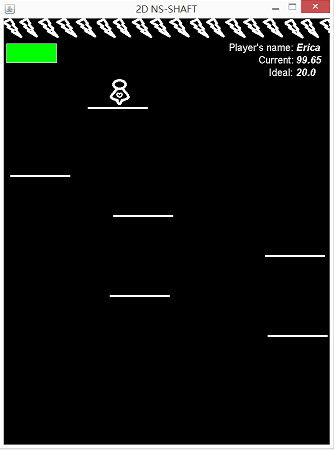 2D NS-SHAFT
Player's name: Erica
Current: 99.65
Ideal: 20.0